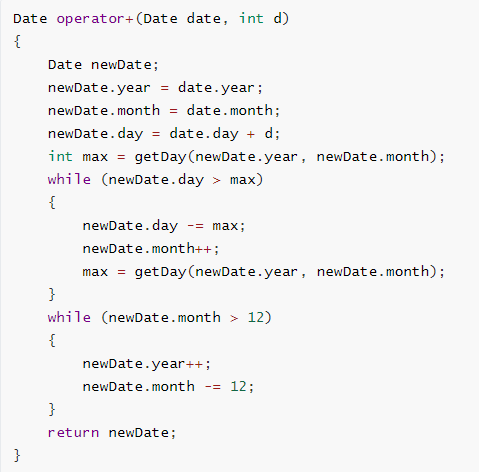 Date operator+(Date date, int d)
{
    Date newDate;
    newDate.year = date.year;
    newDate.month = date.month;
    newDate.day = date.day + d;
    int max = getDay(newDate.year, newDate.month);
    while (newDate.day > max)
    {
        newDate.day -= max;
        newDate.month++;
        max = getDay(newDate.year, newDate.month);
    }
    while (newDate.month > 12)
    {
        newDate.year++;
        newDate.month -= 12;
    }
    return newDate;
}